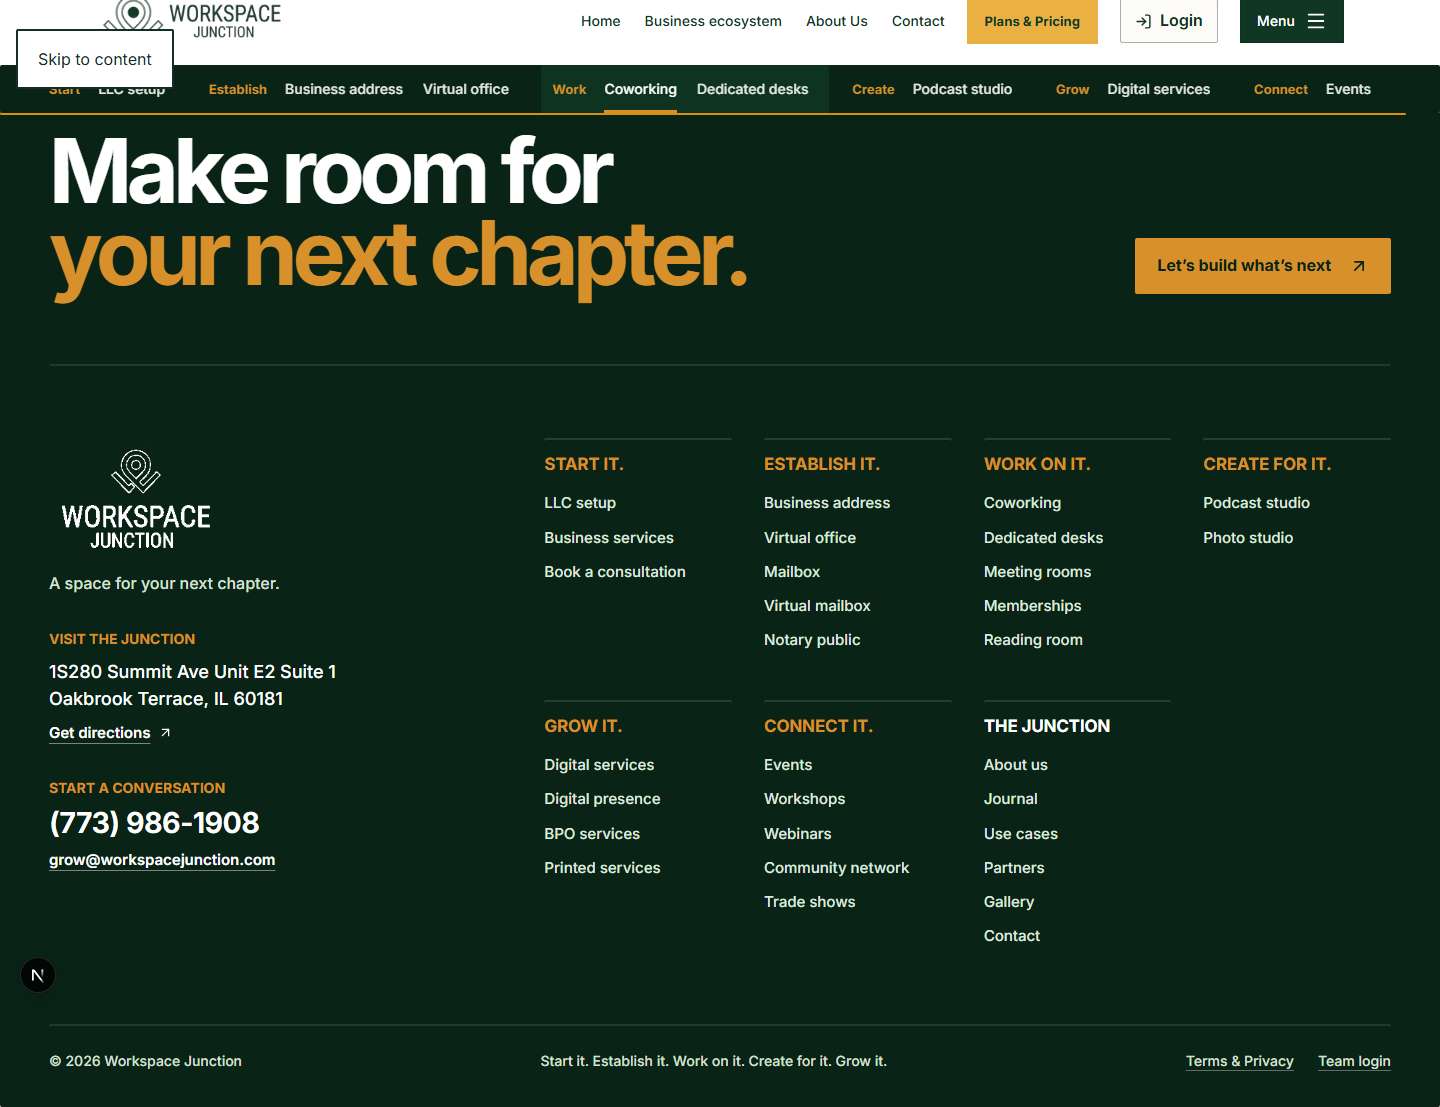 WORKSPACE
JUNCTION
Home
Business ecosystem
About Us
Contact
Plans & Pricing
Login
Menu
Skip to content
Start
LLC setup
Establish
Business address
Virtual office
Work
Coworking
Dedicated desks
Create
Podcast studio
Grow
Digital services
Connect
Events
Make room for
your next chapter.
Let’s build what’s next
WORKSPACE
JUNCTION
A space for your next chapter.
VISIT THE JUNCTION
1S280 Summit Ave Unit E2 Suite 1
Oakbrook Terrace, IL 60181
Get directions
START A CONVERSATION
(773) 986-1908
grow@workspacejunction.com
START IT.
LLC setup
Business services
Book a consultation
ESTABLISH IT.
Business address
Virtual office
Mailbox
Virtual mailbox
Notary public
WORK ON IT.
Coworking
Dedicated desks
Meeting rooms
Memberships
Reading room
CREATE FOR IT.
Podcast studio
Photo studio
GROW IT.
Digital services
Digital presence
BPO services
Printed services
CONNECT IT.
Events
Workshops
Webinars
Community network
Trade shows
THE JUNCTION
About us
Journal
Use cases
Partners
Gallery
Contact
N
© 2026 Workspace Junction
Start it. Establish it. Work on it. Create for it. Grow it.
Terms & Privacy
Team login